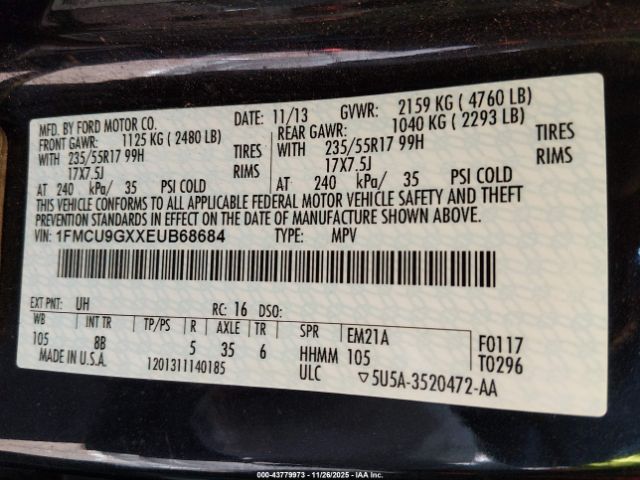 MFD. BY FORD MOTOR CO.
DATE: 11/13 GVWR: 2159 KG ( 4760 LB)
FRONT GAWR: 1125 KG ( 2480 LB) REAR GAWR: 1040 KG ( 2293 LB)
WITH 235/55R17 99H TIRES WITH 235/55R17 99H TIRES
17X7.5J RIMS 17X7.5J RIMS
AT 240 kPa/ 35 PSI COLD AT 240 kPa/ 35 PSI COLD
THIS VEHICLE CONFORMS TO ALL APPLICABLE FEDERAL MOTOR VEHICLE SAFETY AND THEFT
PREVENTION STANDARDS IN EFFECT ON THE DATE OF MANUFACTURE SHOWN ABOVE.
VIN: 1FMCU9GXXEUB68684 TYPE: MPV
EXT PNT: UH RC: 16 DSO:
WB INT TR TP/PS R AXLE TR SPR EM21A F0117
105 8B 5 35 6 HHMM 105 T0296
MADE IN U.S.A. 1201311140185 ULC ▽5U5A-3520472-AA
000-43779973 - 11/26/2025 - IAA Inc.